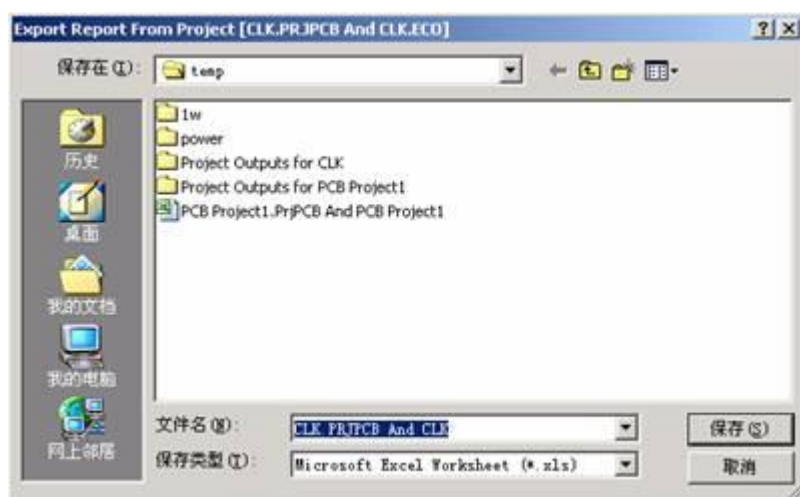 Export Report From Project [CLK.PRJPCB And CLK.ECO]
保存在(I):
temp
1w
power
Project Outputs for CLK
Project Outputs for PCB Project1
PCB Project1.PrjPCB And PCB Project1
历史
桌面
我的文档
我的电脑
网上邻居
文件名(N):
CLK PRJPCB And CLK
保存(S)
保存类型(T):
Microsoft Excel Worksheet (*.xls)
取消